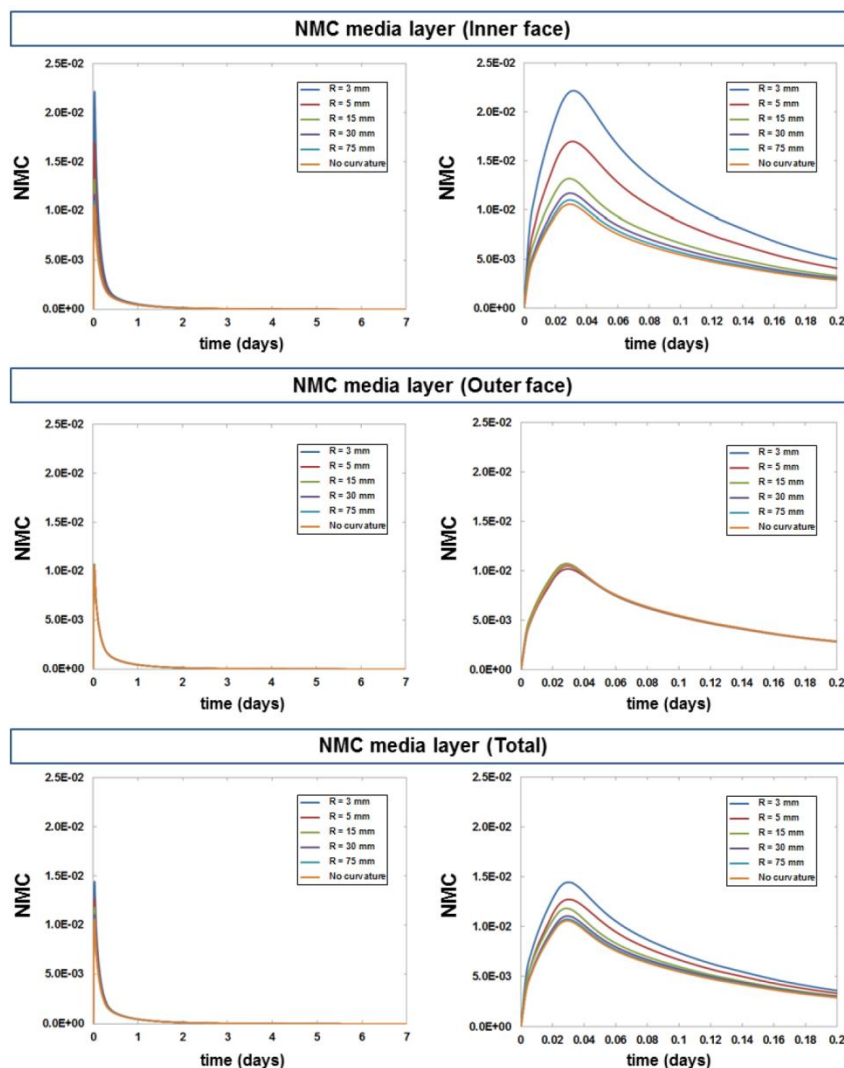 NMC media layer (Inner face)
2.5E-02
2.0E-02
1.5E-02
1.0E-02
5.0E-03
0.0E+00
NMC
R = 3 mm
R = 5 mm
R = 15 mm
R = 30 mm
R = 75 mm
No curvature
0 1 2 3 4 5 6 7
time (days)
2.5E-02
2.0E-02
1.5E-02
1.0E-02
5.0E-03
0.0E+00
NMC
R = 3 mm
R = 5 mm
R = 15 mm
R = 30 mm
R = 75 mm
No curvature
0 0.02 0.04 0.06 0.08 0.1 0.12 0.14 0.16 0.18 0.2
time (days)
NMC media layer (Outer face)
2.5E-02
2.0E-02
1.5E-02
1.0E-02
5.0E-03
0.0E+00
NMC
R = 3 mm
R = 5 mm
R = 15 mm
R = 30 mm
R = 75 mm
No curvature
0 1 2 3 4 5 6 7
time (days)
2.5E-02
2.0E-02
1.5E-02
1.0E-02
5.0E-03
0.0E+00
NMC
R = 3 mm
R = 5 mm
R = 15 mm
R = 30 mm
R = 75 mm
No curvature
0 0.02 0.04 0.06 0.08 0.1 0.12 0.14 0.16 0.18 0.2
time (days)
NMC media layer (Total)
2.5E-02
2.0E-02
1.5E-02
1.0E-02
5.0E-03
0.0E+00
NMC
R = 3 mm
R = 5 mm
R = 15 mm
R = 30 mm
R = 75 mm
No curvature
0 1 2 3 4 5 6 7
time (days)
2.5E-02
2.0E-02
1.5E-02
1.0E-02
5.0E-03
0.0E+00
NMC
R = 3 mm
R = 5 mm
R = 15 mm
R = 30 mm
R = 75 mm
No curvature
0 0.02 0.04 0.06 0.08 0.1 0.12 0.14 0.16 0.18 0.2
time (days)